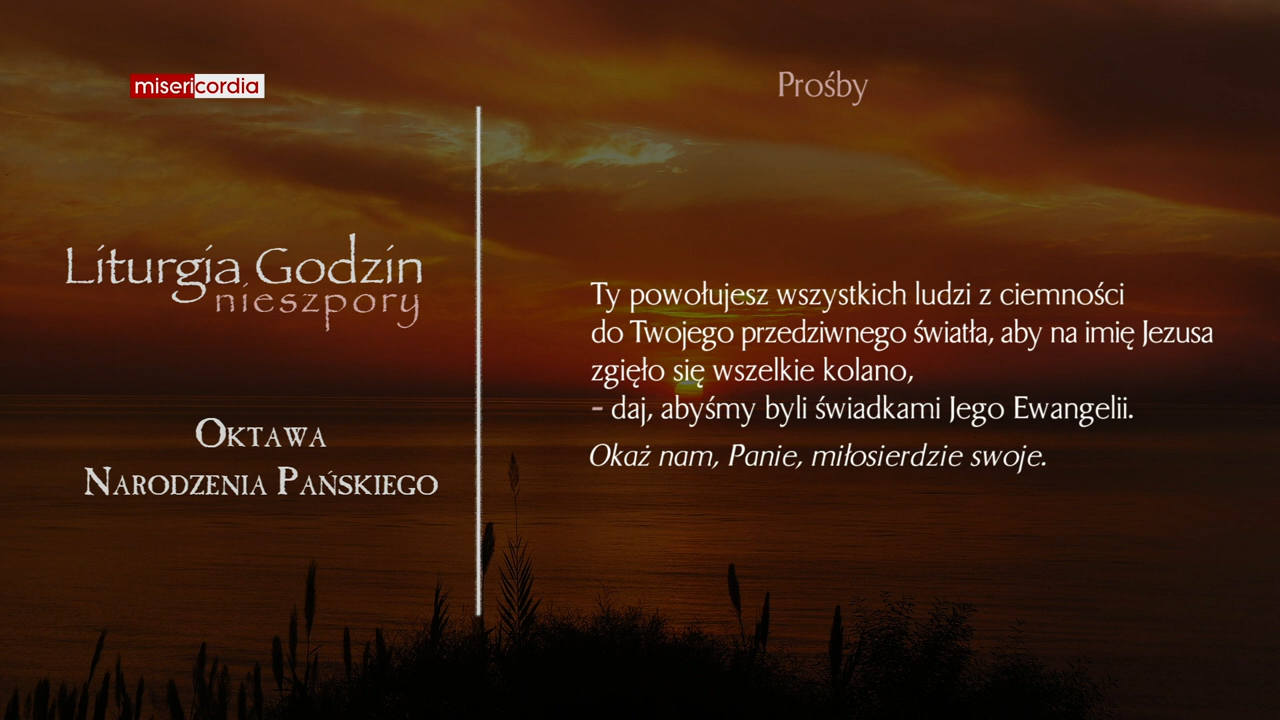 misericordia
Liturgia Godzin
nieszpory
Oktawa
Narodzenia Pańskiego
Prośby
Ty powołujesz wszystkich ludzi z ciemności
do Twojego przedziwnego światła, aby na imię Jezusa
zgięło się wszelkie kolano,
- daj, abyśmy byli świadkami Jego Ewangelii.
Okaż nam, Panie, miłosierdzie swoje.